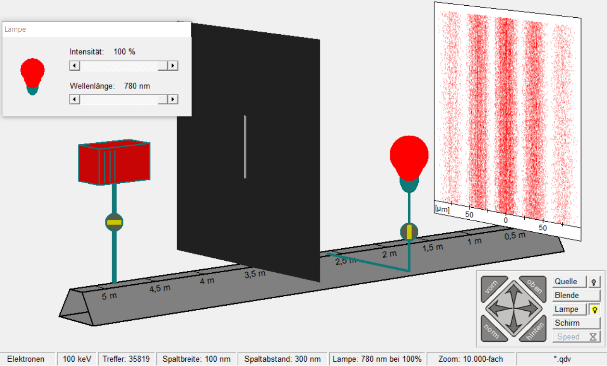 Lampe
Intensität: 100 %
Wellenlänge: 780 nm
[µm] 50 0 50
5 m 4,5 m 4 m 3,5 m 2,5 m 2 m 1,5 m 1 m 0,5 m
vorn oben
norm hinten
Quelle
Blende
Lampe
Schirm
Speed
Elektronen 100 keV Treffer: 35819 Spaltbreite: 100 nm Spaltabstand: 300 nm Lampe: 780 nm bei 100% Zoom: 10.000-fach *.qdv